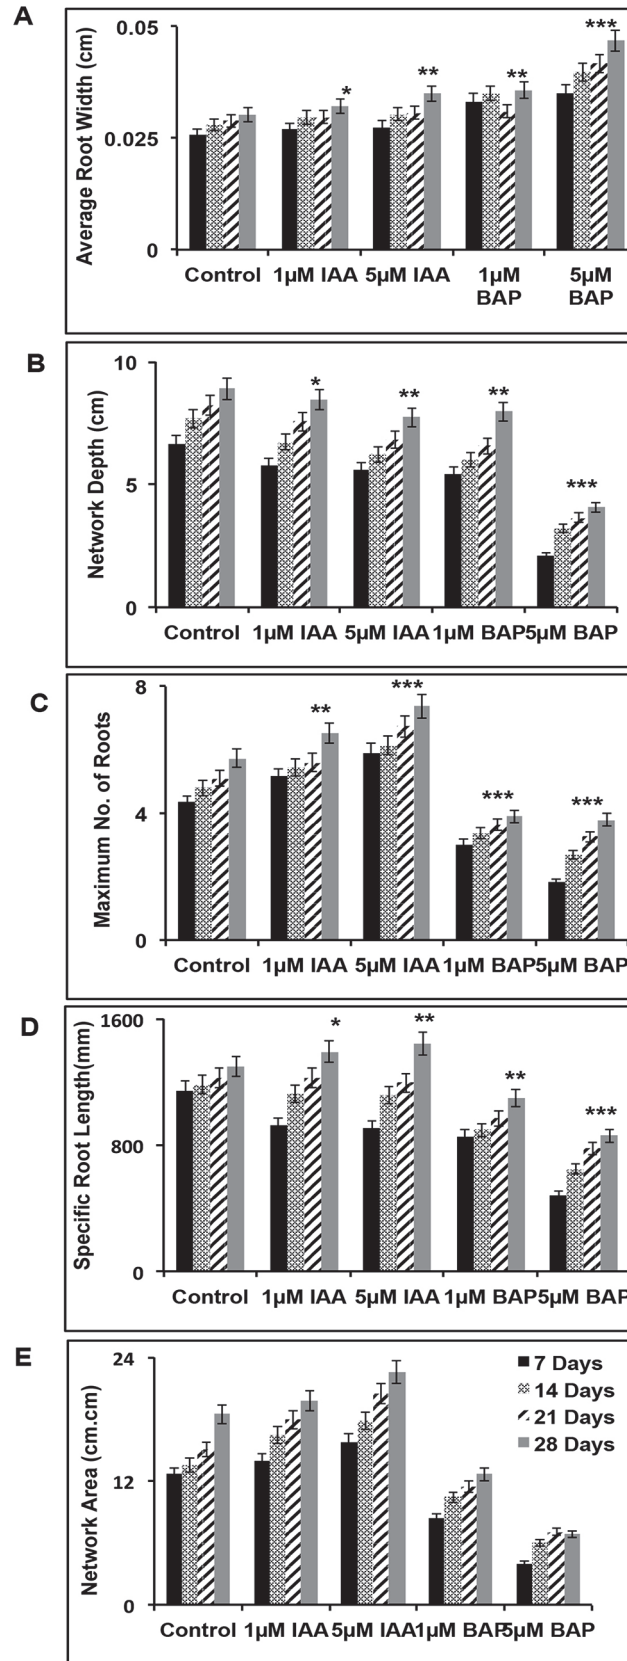 A
Average Root Width (cm)
0.05
0.025
0
*
**
**
***
Control 1µM IAA 5µM IAA 1µM BAP 5µM BAP
B
Network Depth (cm)
10
5
0
*
**
**
***
Control 1µM IAA 5µM IAA 1µM BAP 5µM BAP
C
Maximum No. of Roots
8
4
0
**
***
***
***
Control 1µM IAA 5µM IAA 1µM BAP 5µM BAP
D
Specific Root Length(mm)
1600
800
0
*
**
**
***
Control 1µM IAA 5µM IAA 1µM BAP 5µM BAP
E
Network Area (cm.cm)
24
12
0
7 Days
14 Days
21 Days
28 Days
Control 1µM IAA 5µM IAA 1µM BAP 5µM BAP